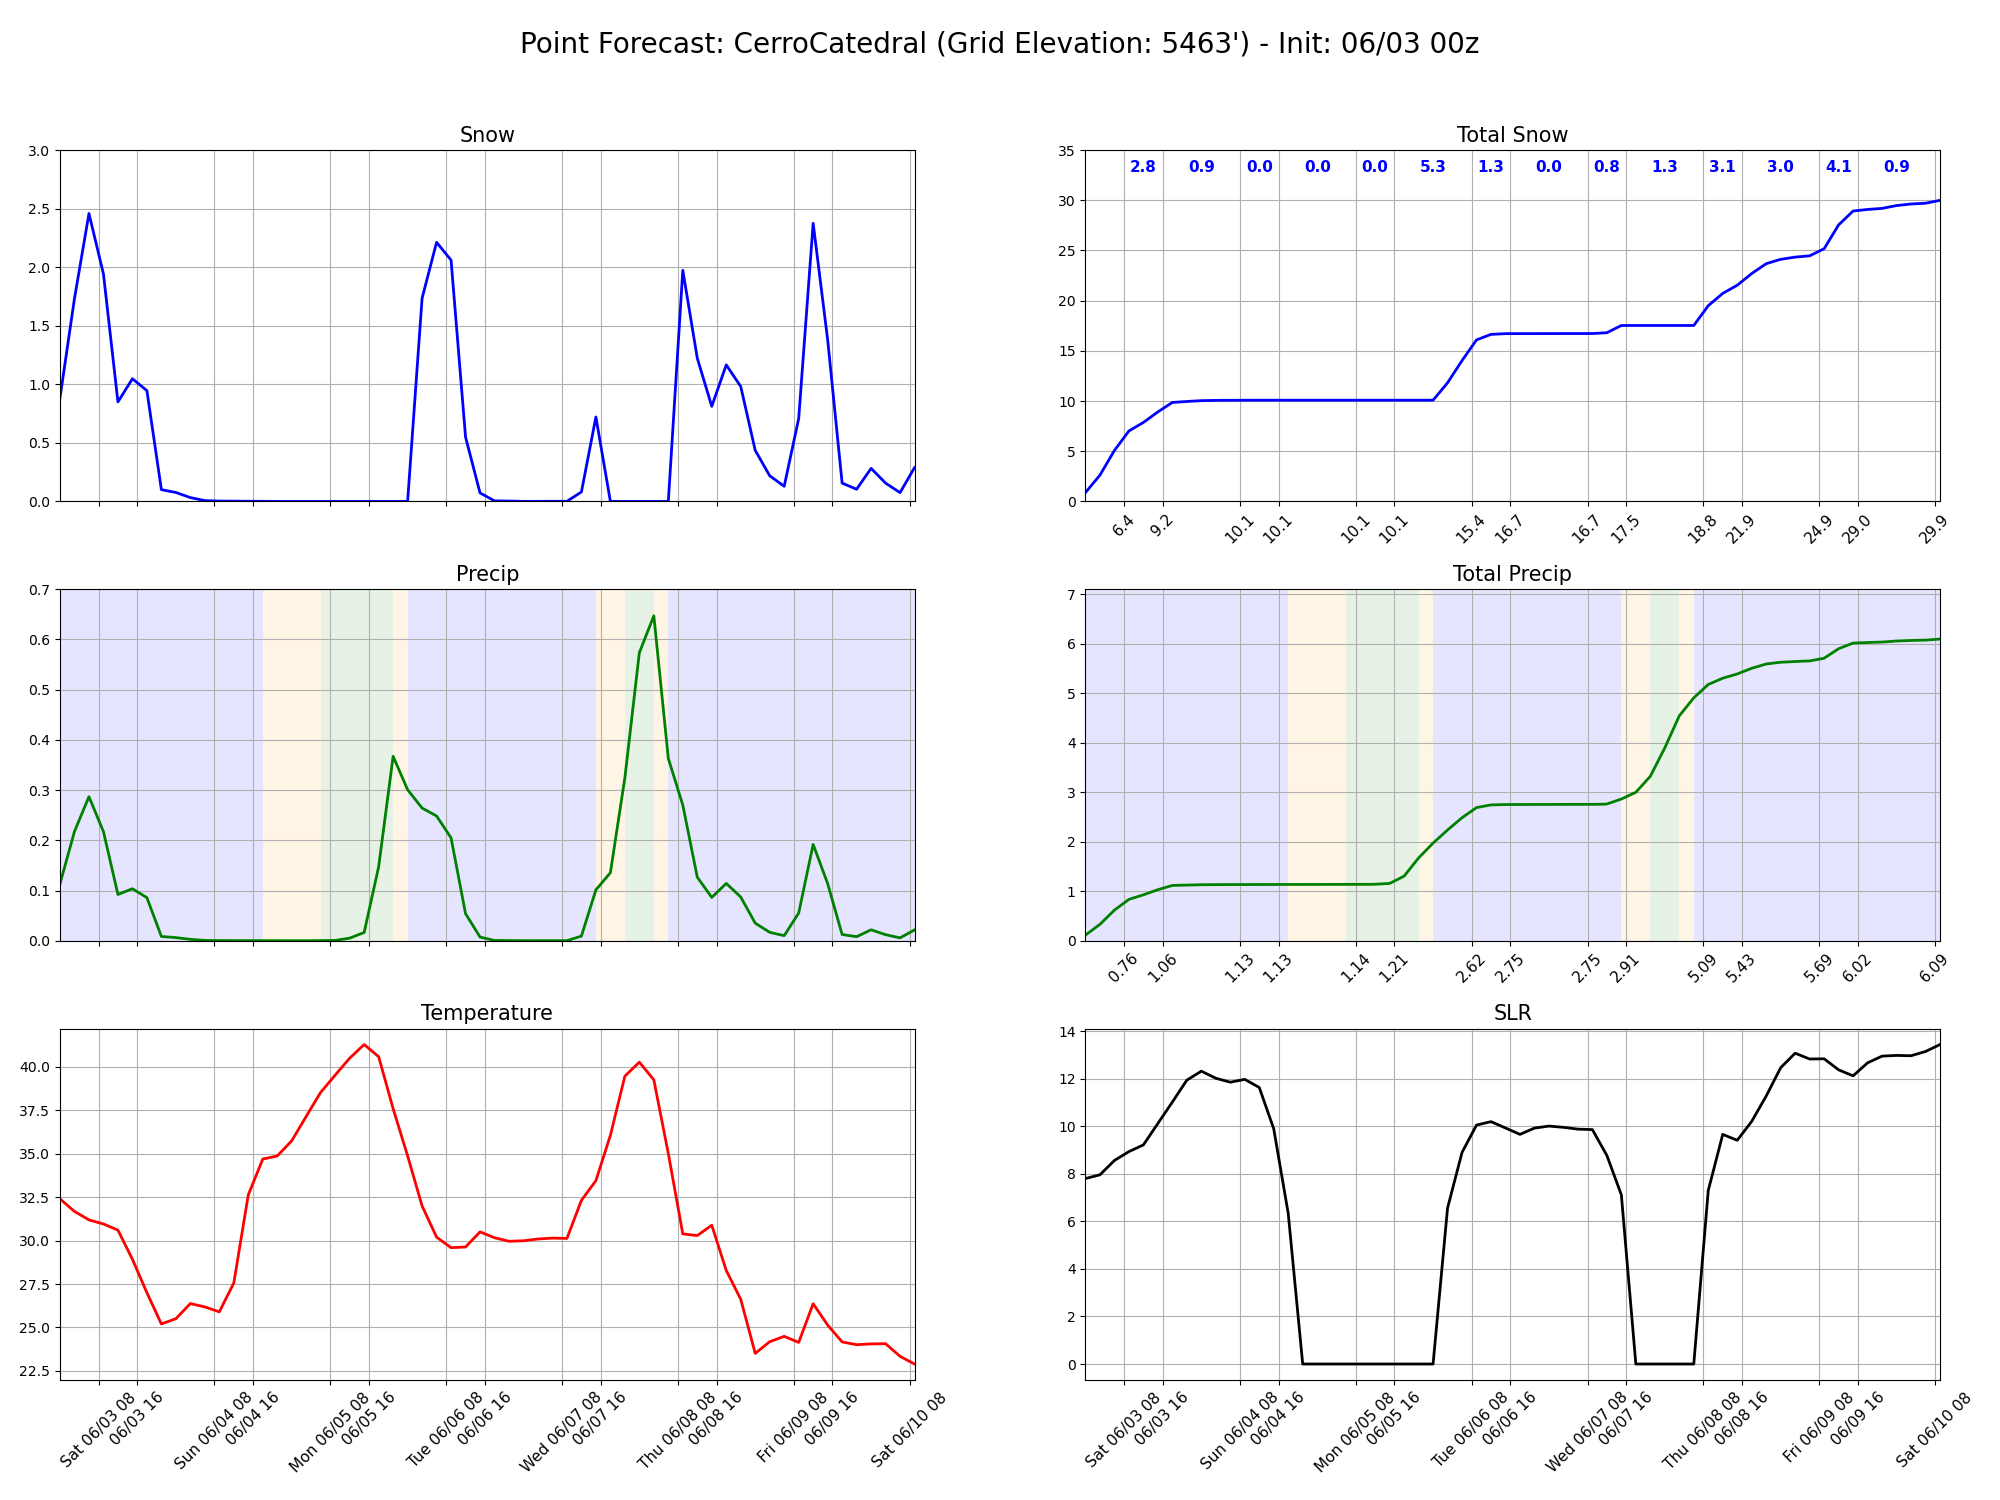 Point Forecast: CerroCatedral (Grid Elevation: 5463') - Init: 06/03 00z
Snow
3.0
2.5
2.0
1.5
1.0
0.5
0.0
Total Snow
35
30
25
20
15
10
5
0
2.8 0.9 0.0 0.0 0.0 5.3 1.3 0.0 0.8 1.3 3.1 3.0 4.1 0.9
6.4 9.2 10.1 10.1 10.1 10.1 15.4 16.7 16.7 17.5 18.8 21.9 24.9 29.0 29.9
Precip
0.7
0.6
0.5
0.4
0.3
0.2
0.1
0.0
Total Precip
7
6
5
4
3
2
1
0
0.76 1.06 1.13 1.13 1.14 1.21 2.62 2.75 2.75 2.91 5.09 5.43 5.69 6.02 6.09
Temperature
40.0
37.5
35.0
32.5
30.0
27.5
25.0
22.5
Sat 06/03 08
06/03 16
Sun 06/04 08
06/04 16
Mon 06/05 08
06/05 16
Tue 06/06 08
06/06 16
Wed 06/07 08
06/07 16
Thu 06/08 08
06/08 16
Fri 06/09 08
06/09 16
Sat 06/10 08
SLR
14
12
10
8
6
4
2
0
Sat 06/03 08
06/03 16
Sun 06/04 08
06/04 16
Mon 06/05 08
06/05 16
Tue 06/06 08
06/06 16
Wed 06/07 08
06/07 16
Thu 06/08 08
06/08 16
Fri 06/09 08
06/09 16
Sat 06/10 08